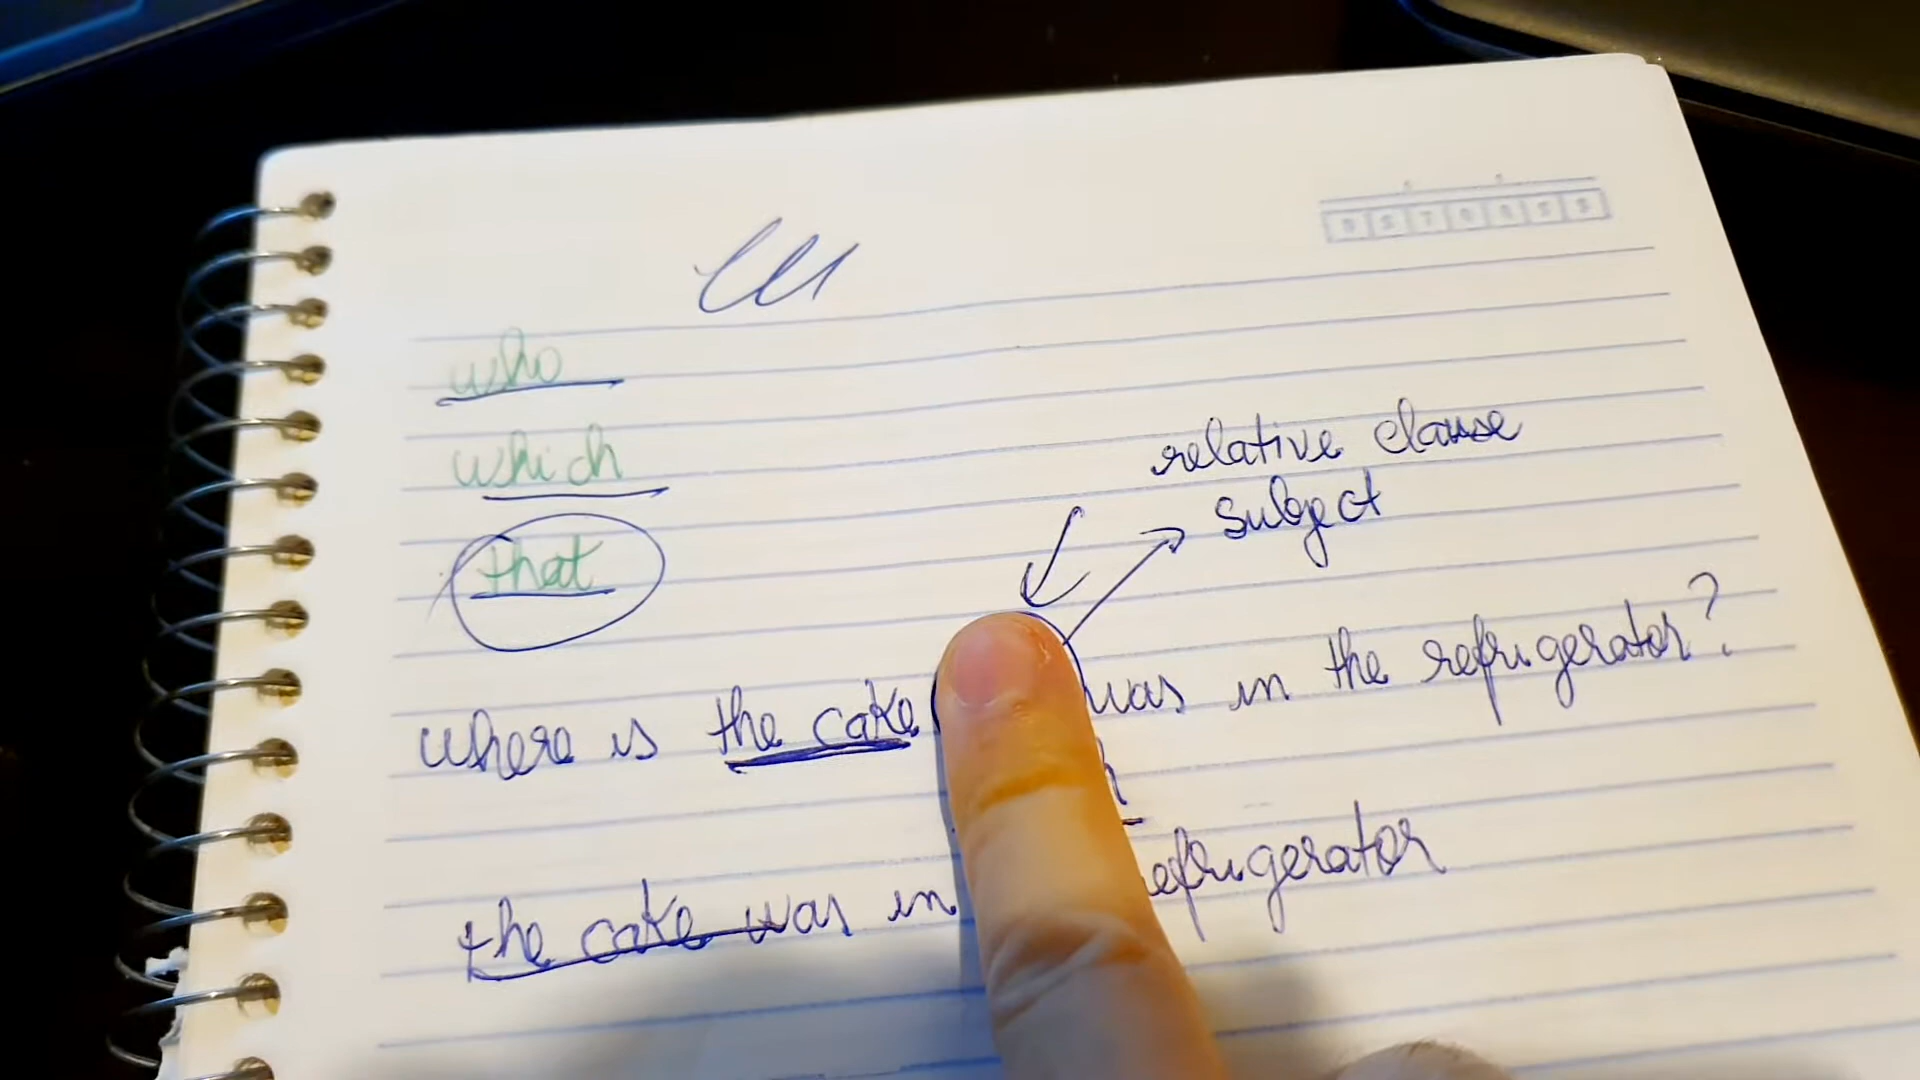 who
which
that
relative clause
subject
where is the cake was in the refrigerator?
the cake was in refrigerator